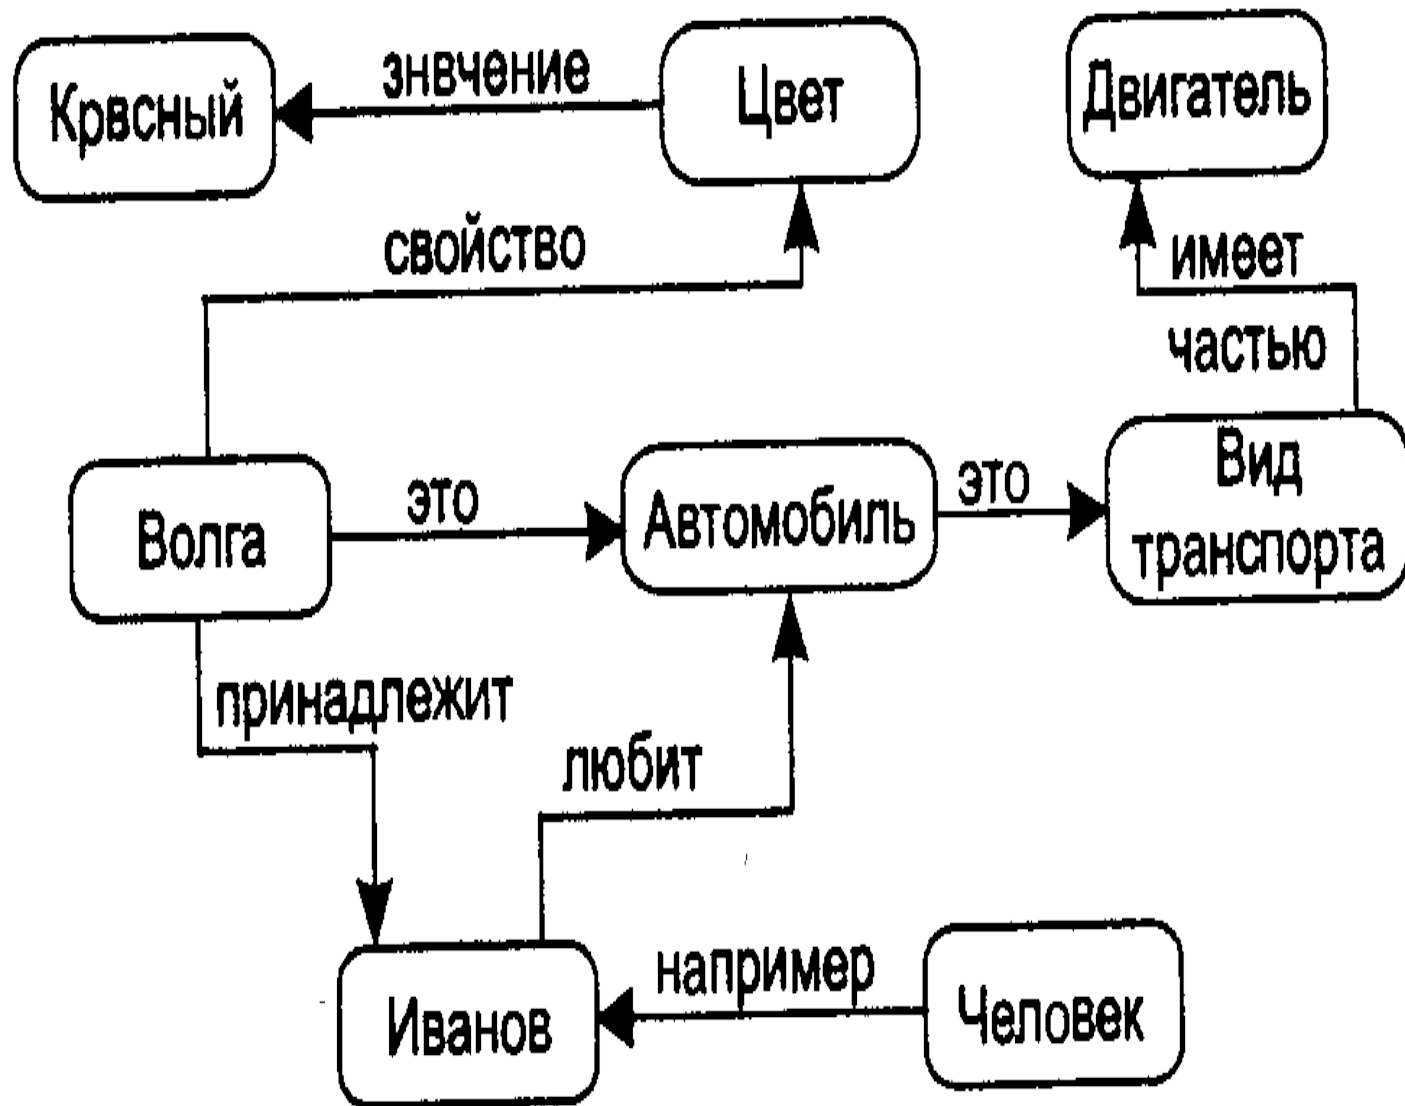 Крвсный
знвчение
Цвет
Двигатель
свойство
имеет
частью
Волга
это
Автомобиль
это
Вид
транспорта
принадлежит
любит
Иванов
например
Человек